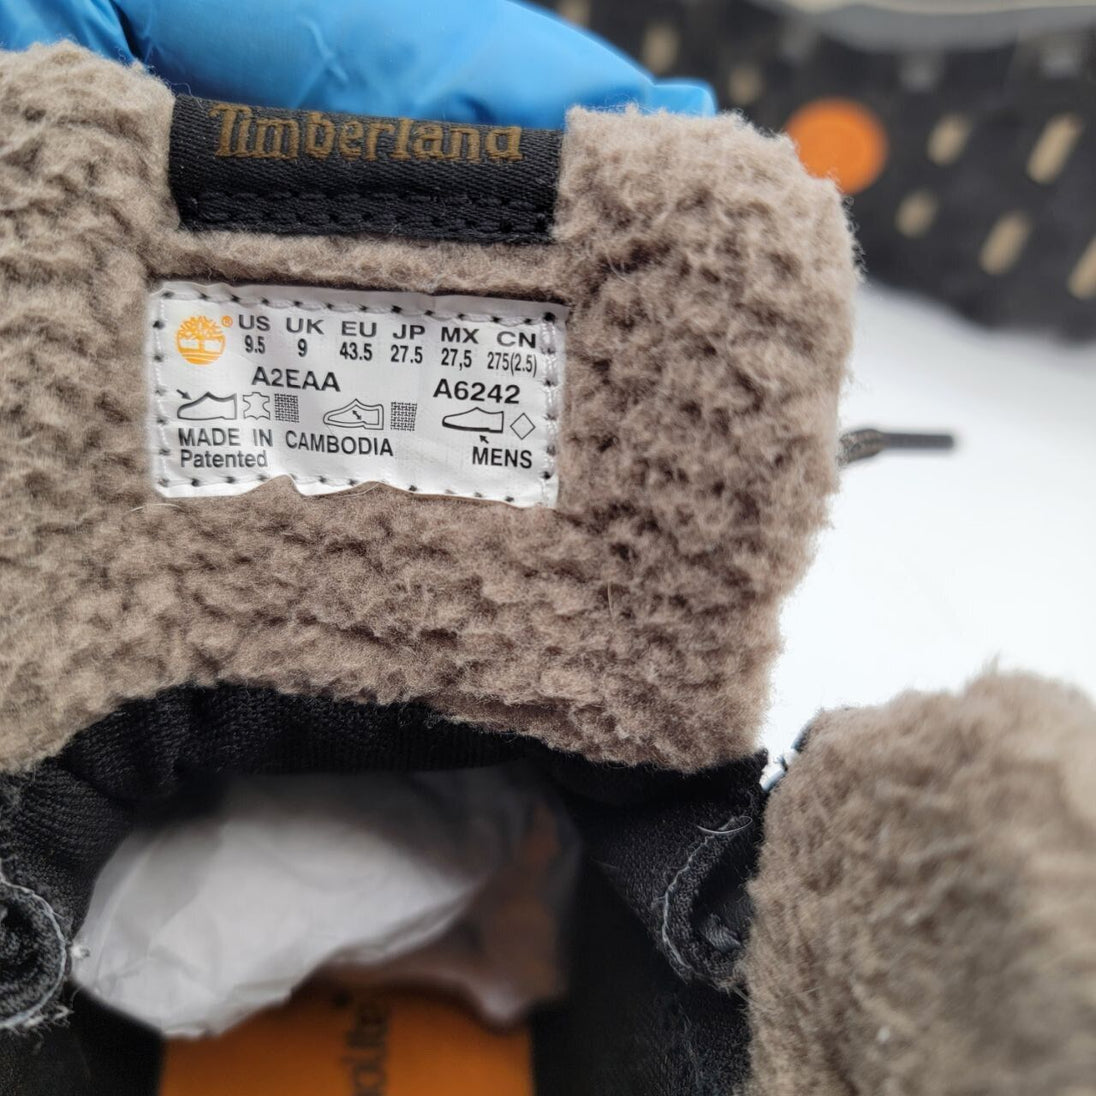 Timberland
® US UK EU JP MX CN
9.5 9 43.5 27.5 27,5 275(2.5)
A2EAA A6242
MADE IN CAMBODIA
Patented MENS